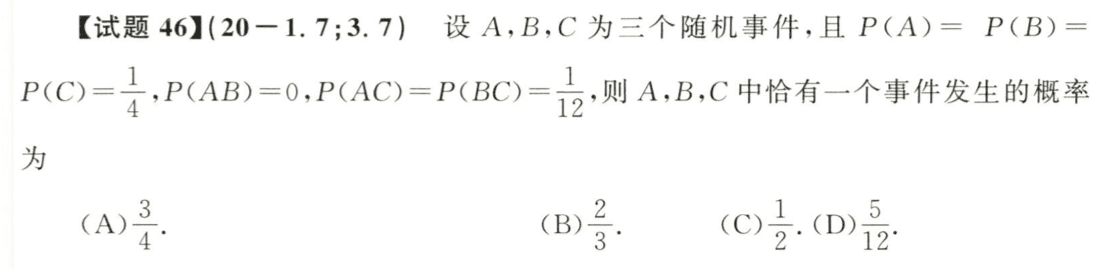 【试题 46】(20-1.7;3.7) 设 A,B,C 为三个随机事件,且 P(A)= P(B)=
P(C)=\frac{1}{4},P(AB)=0,P(AC)=P(BC)=\frac{1}{12},则 A,B,C 中恰有一个事件发生的概率
为
(A)\frac{3}{4}. (B)\frac{2}{3}. (C)\frac{1}{2}. (D)\frac{5}{12}.